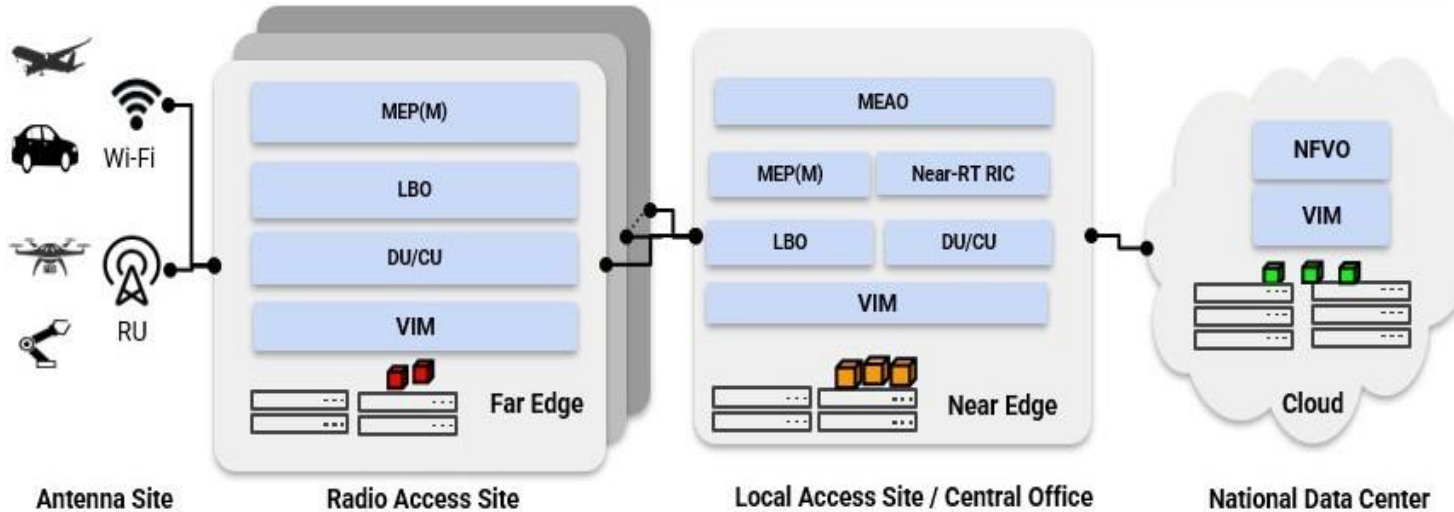 Wi-Fi
RU
Antenna Site
MEP(M)
LBO
DU/CU
VIM
Far Edge
Radio Access Site
MEAO
MEP(M)
Near-RT RIC
LBO
DU/CU
VIM
Near Edge
Local Access Site / Central Office
NFVO
VIM
Cloud
National Data Center